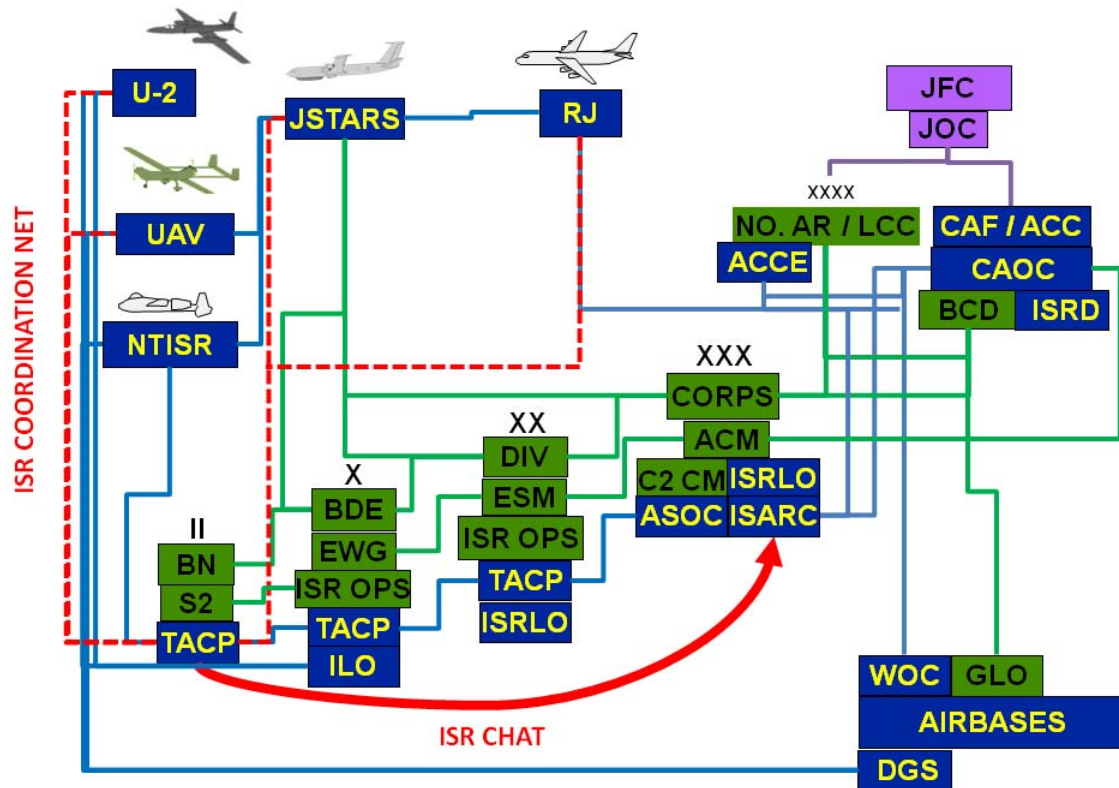 U-2
JSTARS
RJ
JFC
JOC
UAV
XXXX
NO. AR / LCC
CAF / ACC
ACCE
CAOC
BCD
ISRD
NTISR
ISR COORDINATION NET
XXX
CORPS
ACM
C2 CM
ISRLO
ASOC
ISARC
XX
DIV
ESM
ISR OPS
TACP
ISRLO
X
BDE
EWG
ISR OPS
TACP
ILO
II
BN
S2
TACP
ISR CHAT
WOC
GLO
AIRBASES
DGS